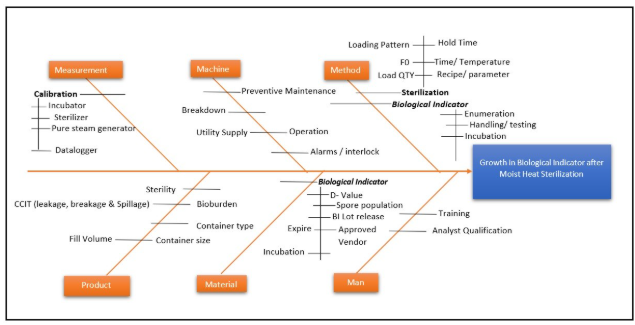 Loading Pattern
Hold Time
F0
Time/ Temperature
Load QTY
Recipe/ parameter
Measurement
Machine
Method
Calibration
Incubator
Sterilizer
Pure steam generator
Datalogger
Preventive Maintenance
Breakdown
Utility Supply
Operation
Alarms / interlock
Sterilization
Biological Indicator
Enumeration
Handling/ testing
Incubation
Growth in Biological Indicator after
Moist Heat Sterilization
Sterility
CCIT (leakage, breakage & Spillage)
Bioburden
Container type
Fill Volume
Container size
Biological Indicator
D- Value
Spore population
BI Lot release
Expire
Approved
Vendor
Incubation
Training
Analyst Qualification
Product
Material
Man